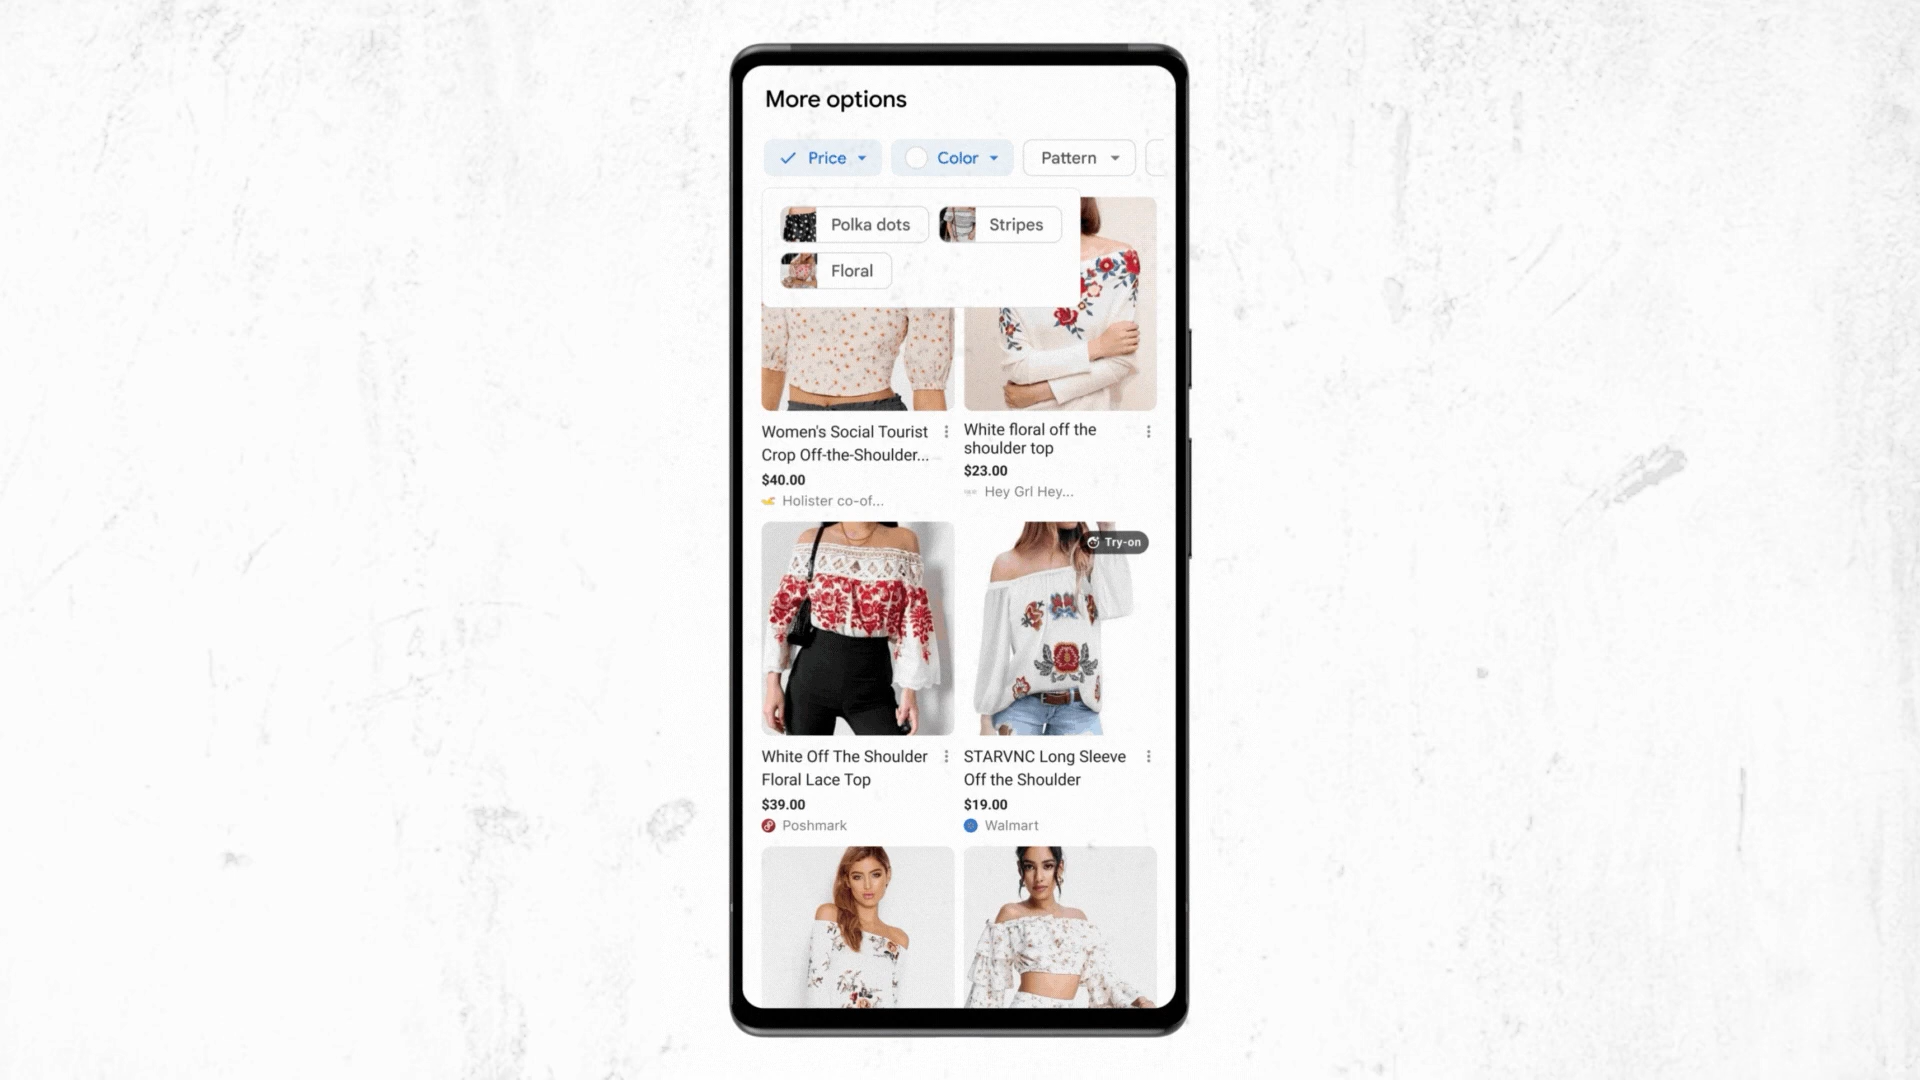 More options
Price
Color
Pattern
Polka dots
Stripes
Floral
Women's Social Tourist
Crop Off-the-Shoulder...
$40.00
Holister co-of...
White floral off the
shoulder top
$23.00
Hey Grl Hey...
Try-on
White Off The Shoulder
Floral Lace Top
$39.00
Poshmark
STARVNC Long Sleeve
Off the Shoulder
$19.00
Walmart